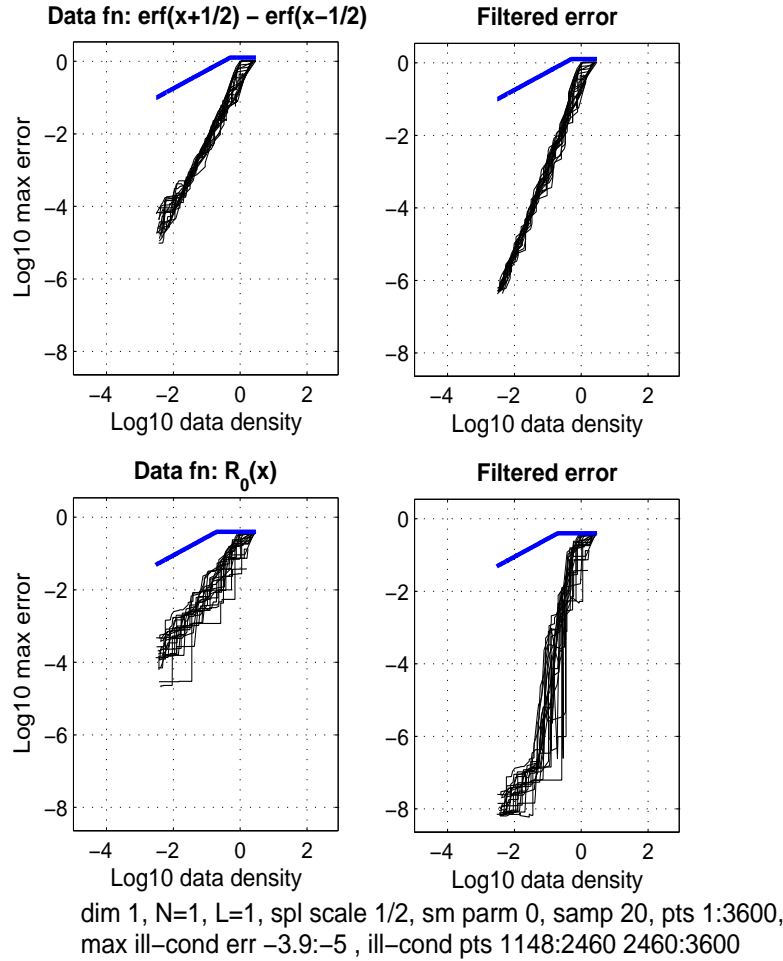 Data fn: erf(x+1/2) − erf(x−1/2)
Filtered error
0
−2
−4
−6
−8
Log10 max error
−4 −2 0 2
Log10 data density
0
−2
−4
−6
−8
−4 −2 0 2
Log10 data density
Data fn: R_0(x)
Filtered error
0
−2
−4
−6
−8
Log10 max error
−4 −2 0 2
Log10 data density
0
−2
−4
−6
−8
−4 −2 0 2
Log10 data density
dim 1, N=1, L=1, spl scale 1/2, sm parm 0, samp 20, pts 1:3600,
max ill−cond err −3.9:−5 , ill−cond pts 1148:2460 2460:3600